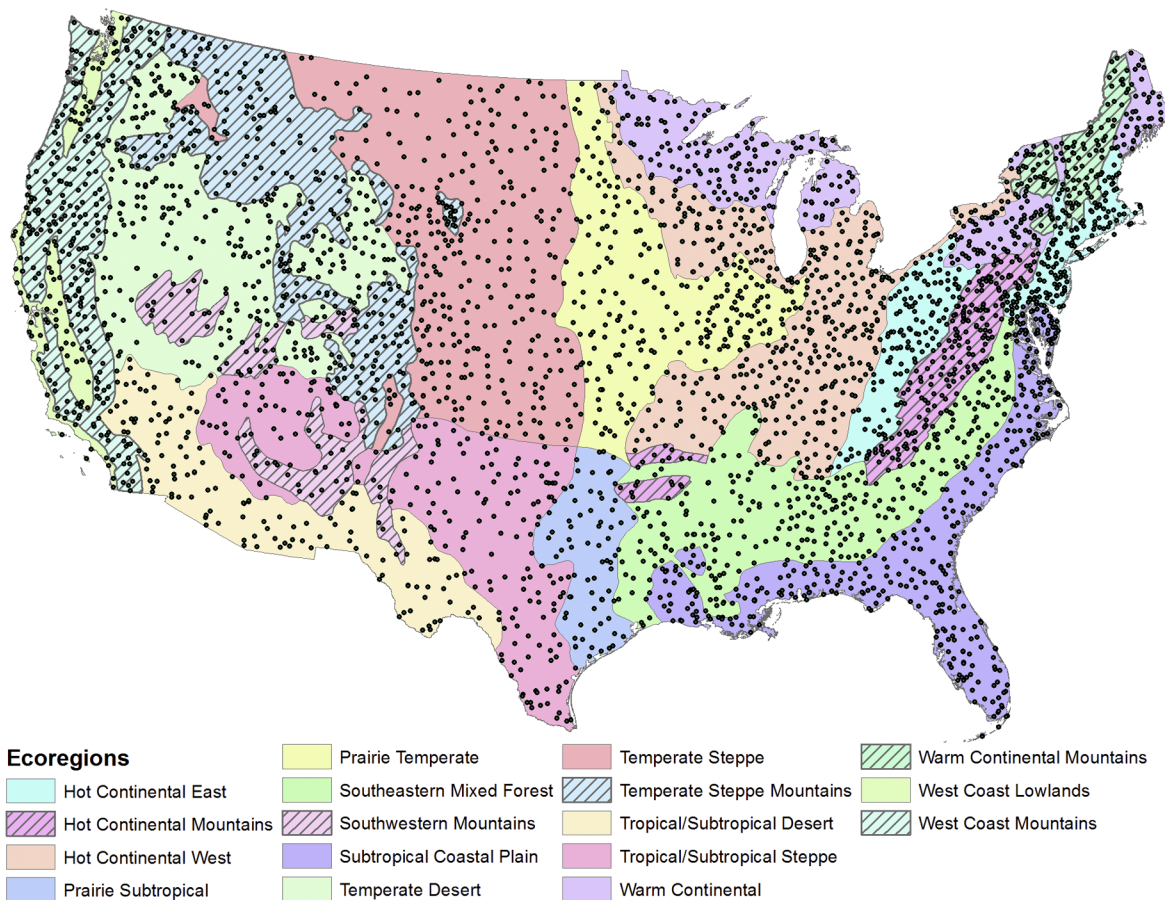 Ecoregions
Hot Continental East
Hot Continental Mountains
Hot Continental West
Prairie Subtropical
Prairie Temperate
Southeastern Mixed Forest
Southwestern Mountains
Subtropical Coastal Plain
Temperate Desert
Temperate Steppe
Temperate Steppe Mountains
Tropical/Subtropical Desert
Tropical/Subtropical Steppe
Warm Continental
Warm Continental Mountains
West Coast Lowlands
West Coast Mountains